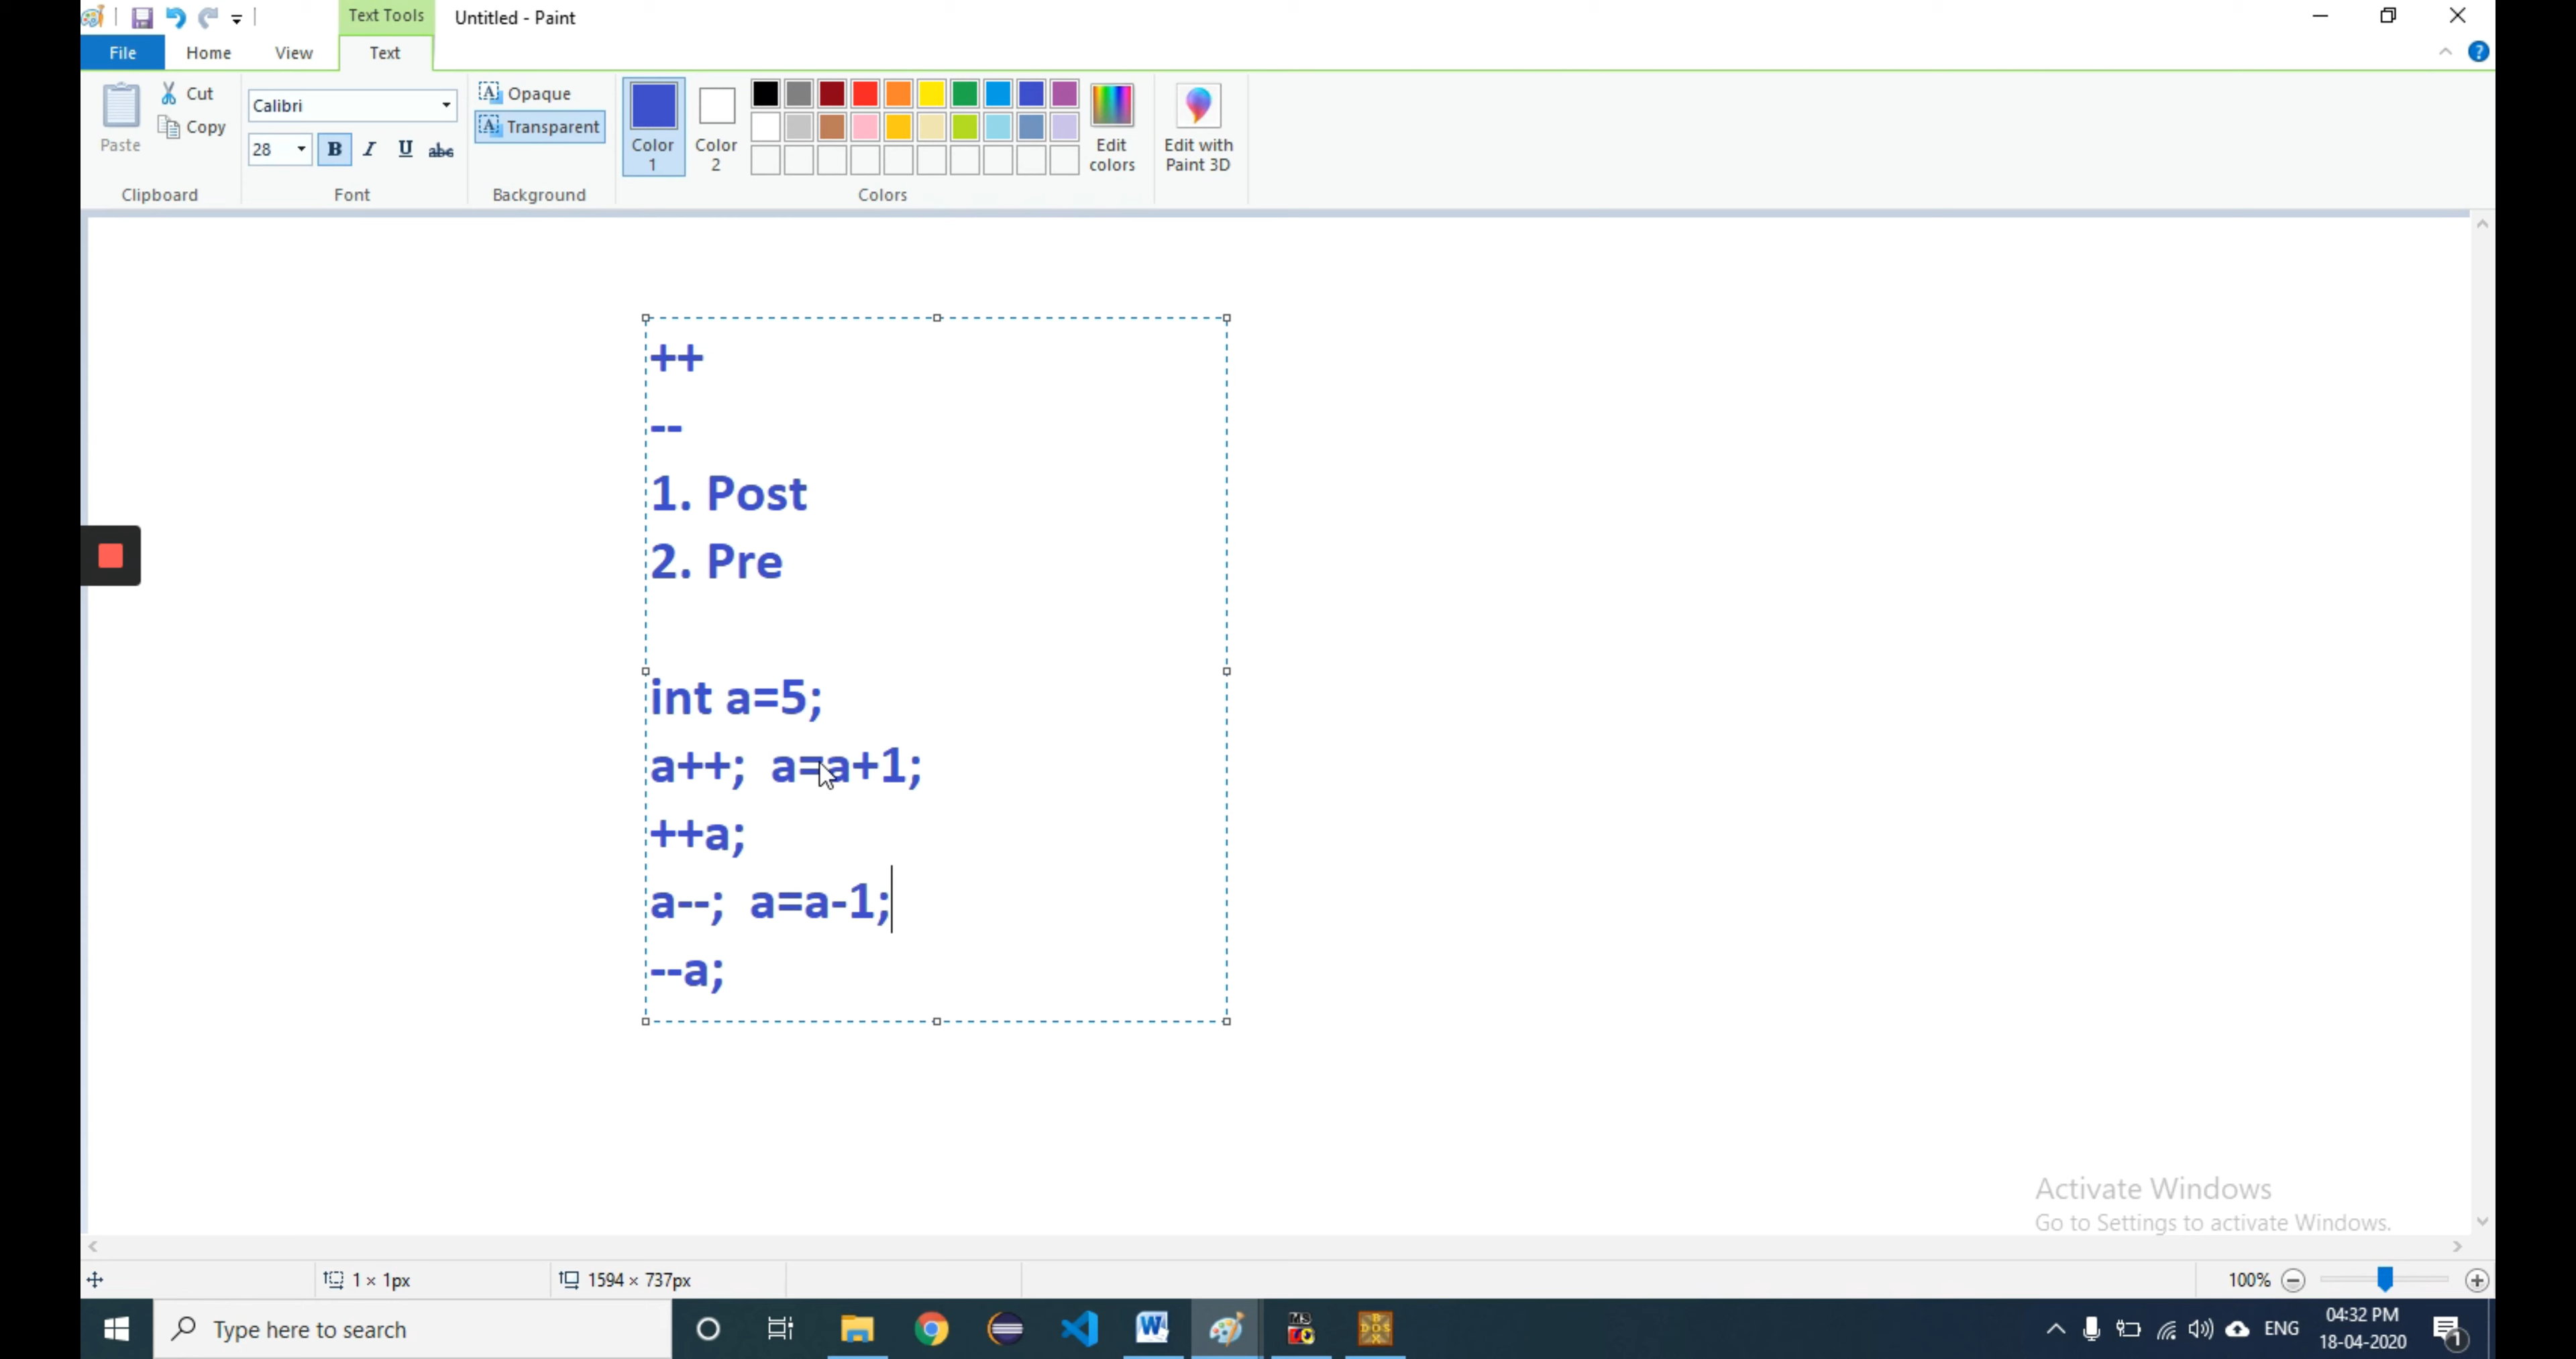 Text Tools Untitled - Paint
File Home View Text
Paste Cut Copy Clipboard
Calibri
28 B I U abc
Font
Opaque
Transparent
Background
Color 1 Color 2 Edit colors
Colors
Edit with Paint 3D
++
--
1. Post
2. Pre
int a=5;
a++;  a=a+1;
++a;
a--;  a=a-1;
--a;
Activate Windows
Go to Settings to activate Windows.
1 × 1px 1594 × 737px 100%
Type here to search
ENG
04:32 PM
18-04-2020
1